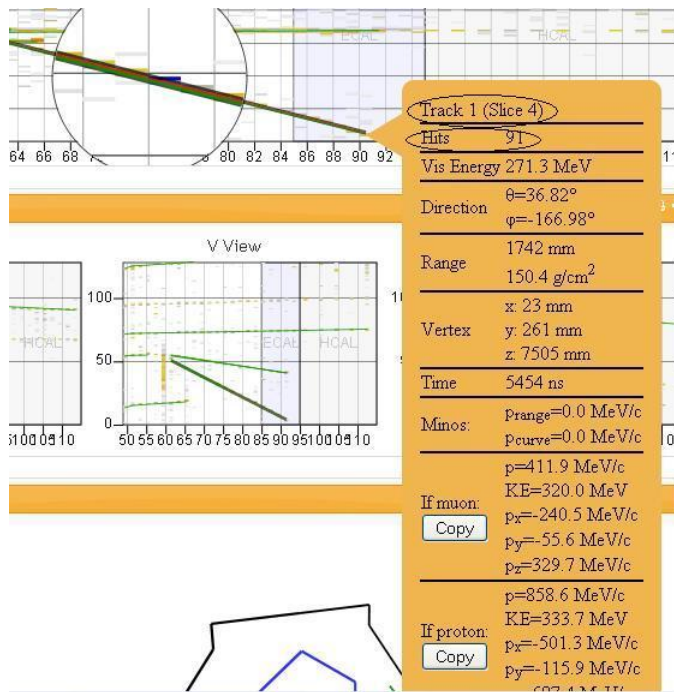 ECAL
HCAL
64 66 68
80 82 84 86 88 90 92
Track 1 (Slice 4)
Hits 91
Vis Energy 271.3 MeV
Direction θ=36.82°
φ=-166.98°
Range 1742 mm
150.4 g/cm²
Vertex x: 23 mm
y: 261 mm
z: 7505 mm
Time 5454 ns
Minos: prange=0.0 MeV/c
pcurve=0.0 MeV/c
If muon: p=411.9 MeV/c
KE=320.0 MeV
px=-240.5 MeV/c
py=-55.6 MeV/c
pz=329.7 MeV/c
Copy
If proton: p=858.6 MeV/c
KE=333.7 MeV
px=-501.3 MeV/c
py=-115.9 MeV/c
Copy
V View
HCAL
100
50
0
ECAL HCAL
50 55 60 65 70 75 80 85 90 95 100 105 110